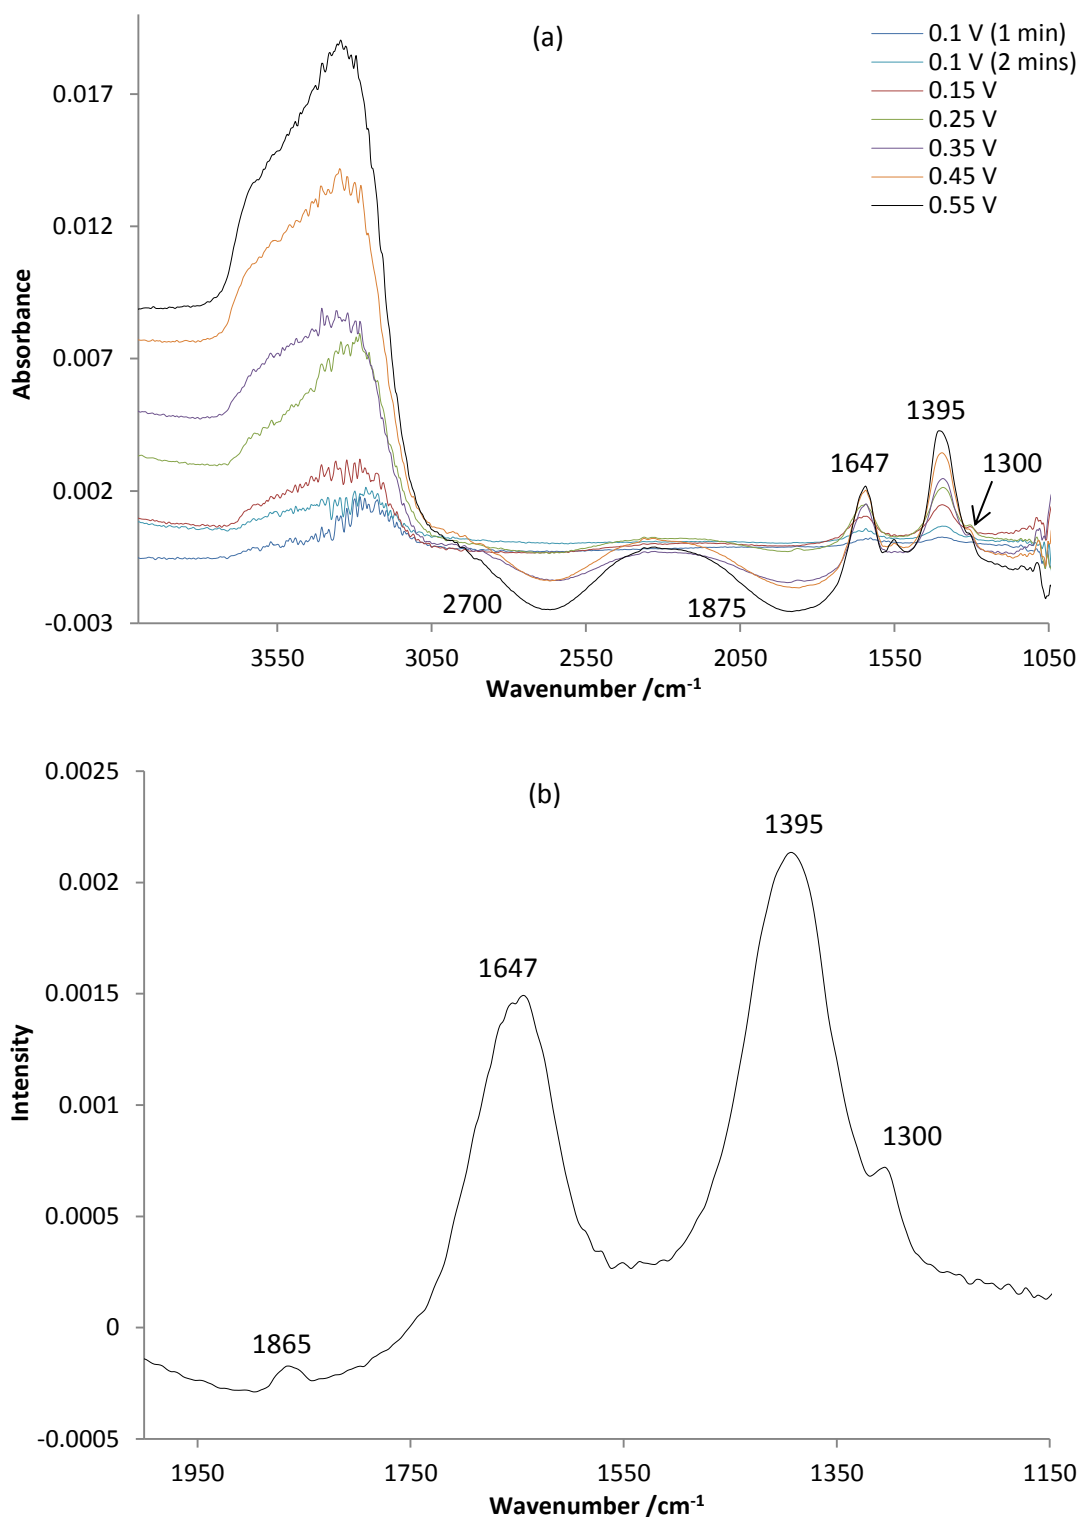 (a)
0.1 V (1 min)
0.1 V (2 mins)
0.15 V
0.25 V
0.35 V
0.45 V
0.55 V
0.017
0.012
0.007
0.002
-0.003
Absorbance
1395
1647
1300
2700
1875
3550 3050 2550 2050 1550 1050
Wavenumber /cm-1
(b)
0.0025
0.002
0.0015
0.001
0.0005
0
-0.0005
Intensity
1395
1647
1300
1865
1950 1750 1550 1350 1150
Wavenumber /cm-1